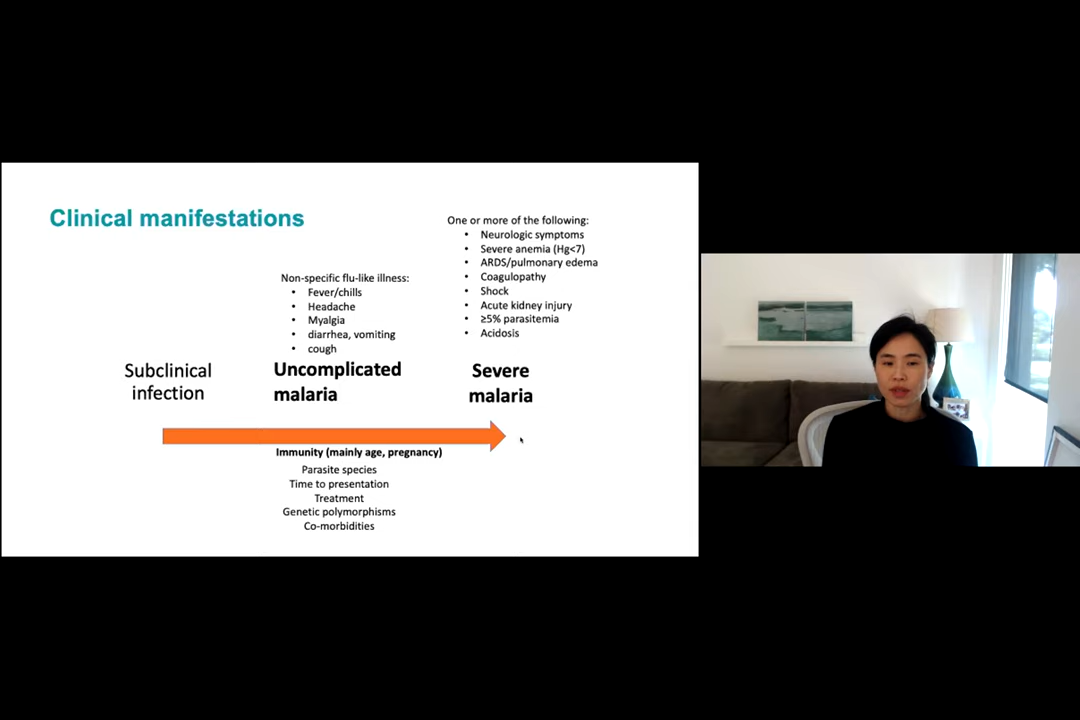 Clinical manifestations
One or more of the following:
• Neurologic symptoms
• Severe anemia (Hg<7)
• ARDS/pulmonary edema
• Coagulopathy
• Shock
• Acute kidney injury
• ≥5% parasitemia
• Acidosis
Non-specific flu-like illness:
• Fever/chills
• Headache
• Myalgia
• diarrhea, vomiting
• cough
Subclinical
infection
Uncomplicated
malaria
Severe
malaria
Immunity (mainly age, pregnancy)
Parasite species
Time to presentation
Treatment
Genetic polymorphisms
Co-morbidities